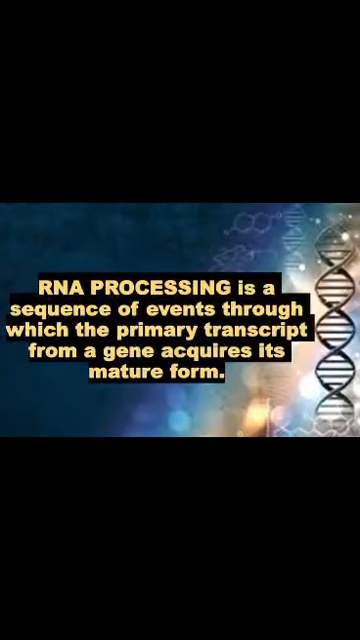 RNA PROCESSING is a
sequence of events through
which the primary transcript
from a gene acquires its
mature form.